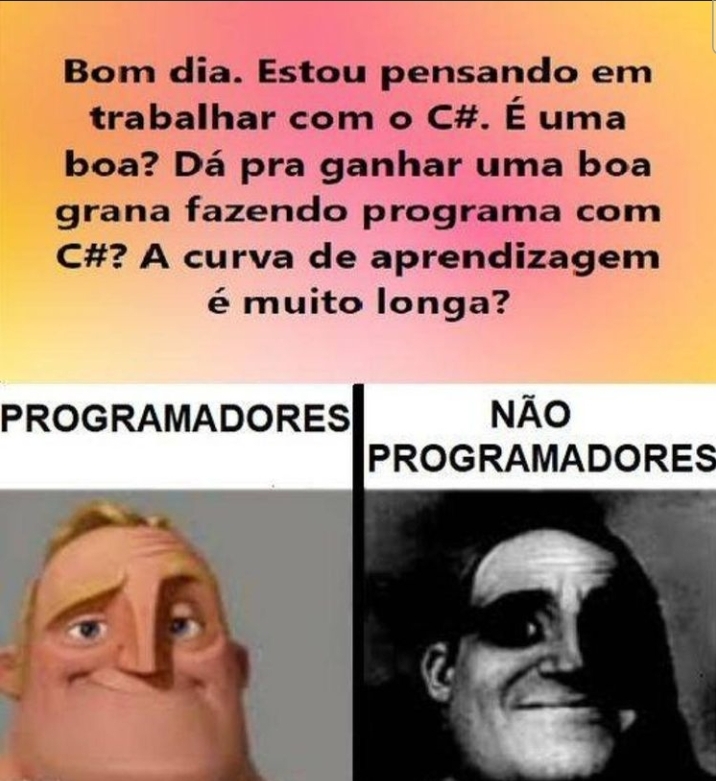 Bom dia. Estou pensando em
trabalhar com o C#. É uma
boa? Dá pra ganhar uma boa
grana fazendo programa com
C#? A curva de aprendizagem
é muito longa?
PROGRAMADORES
NÃO
PROGRAMADORES